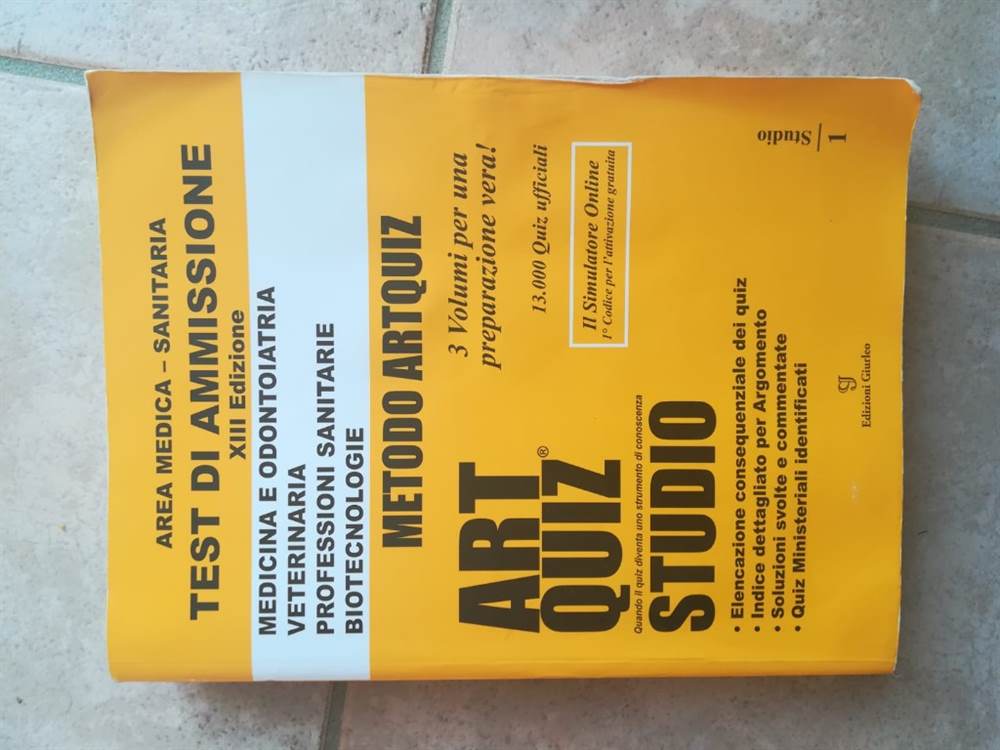 AREA MEDICA – SANITARIA
TEST DI AMMISSIONE
XIII Edizione
MEDICINA E ODONTOIATRIA
VETERINARIA
PROFESSIONI SANITARIE
BIOTECNOLOGIE
METODO ARTQUIZ
3 Volumi per una
preparazione vera!
ART
QUIZ®
13.000 Quiz ufficiali
Il Simulatore Online
1° Codice per l'attivazione gratuita
Quando il quiz diventa uno strumento di conoscenza
STUDIO
• Elencazione consequenziale dei quiz
• Indice dettagliato per Argomento
• Soluzioni svolte e commentate
• Quiz Ministeriali identificati
Edizioni Giurleo
Studio
1